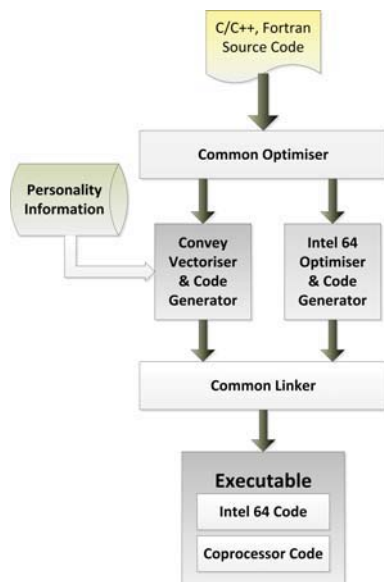 C/C++, Fortran
Source Code
Common Optimiser
Personality
Information
Convey
Vectoriser
& Code
Generator
Intel 64
Optimiser
& Code
Generator
Common Linker
Executable
Intel 64 Code
Coprocessor Code